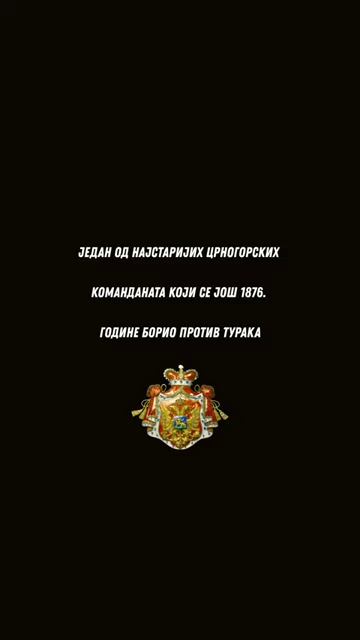 ЈЕДАН ОД НАЈСТАРИЈИХ ЦРНОГОРСКИХ
КОМАНДАНАТА КОЈИ СЕ ЈОШ 1876.
ГОДИНЕ БОРИО ПРОТИВ ТУРАКА